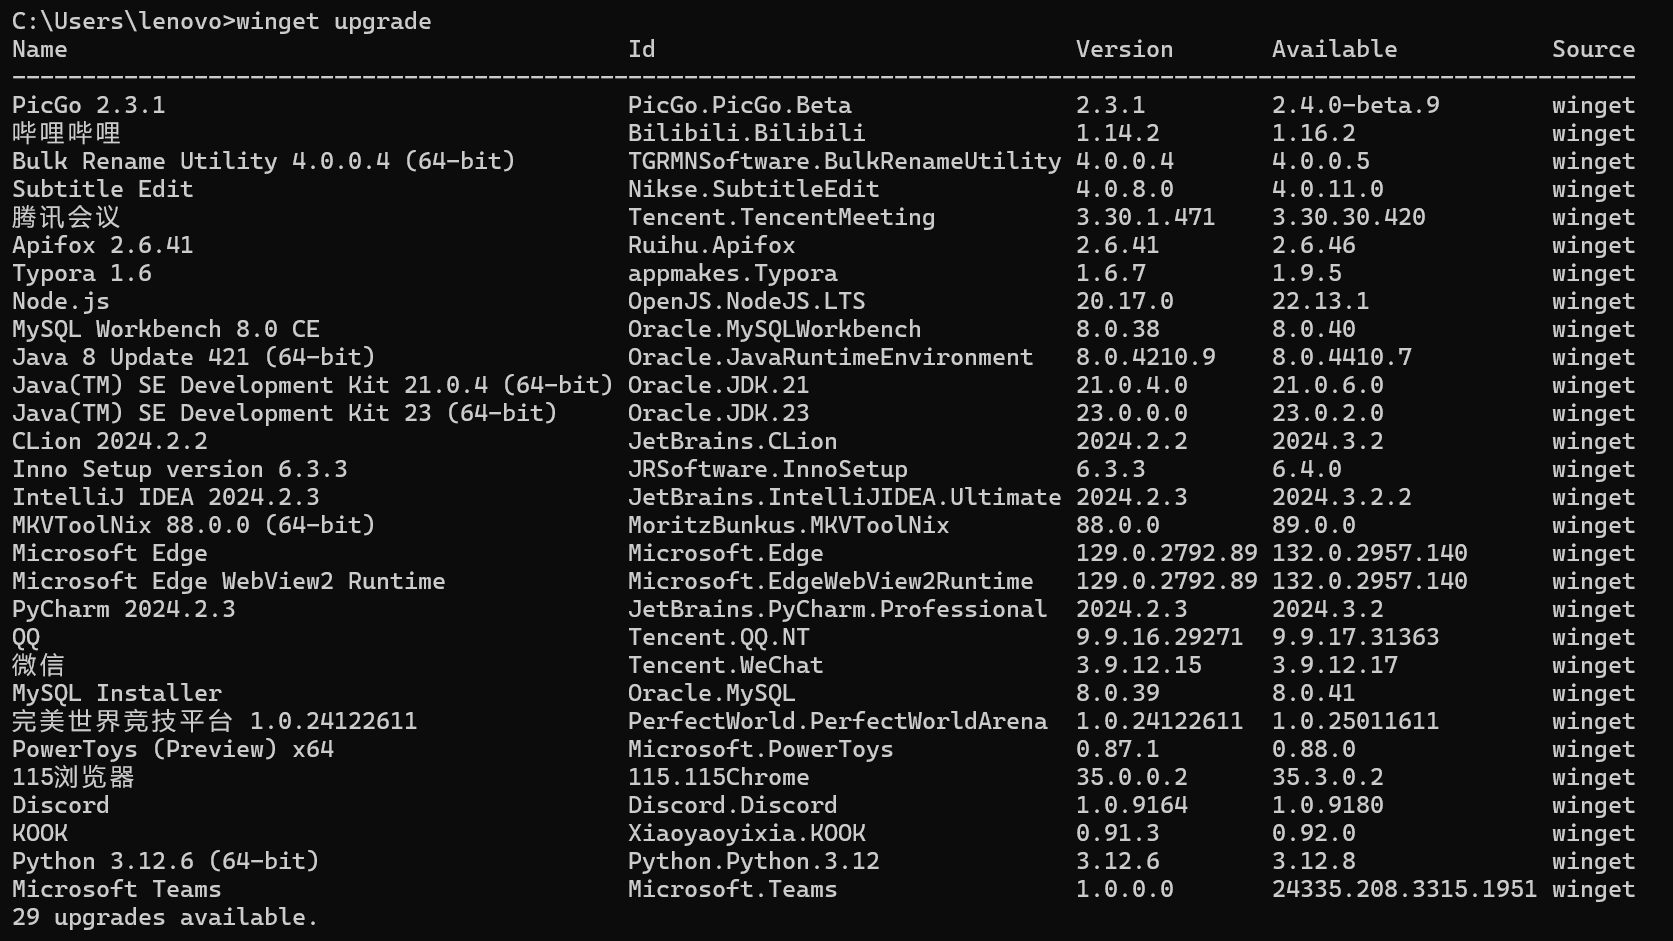 C:\Users\lenovo>winget upgrade
Name Id Version Available Source
--------------------------------------------------------------------------------------------------------------------
PicGo 2.3.1 PicGo.PicGo.Beta 2.3.1 2.4.0-beta.9 winget
哔哩哔哩 Bilibili.Bilibili 1.14.2 1.16.2 winget
Bulk Rename Utility 4.0.0.4 (64-bit) TGRMNSoftware.BulkRenameUtility 4.0.0.4 4.0.0.5 winget
Subtitle Edit Nikse.SubtitleEdit 4.0.8.0 4.0.11.0 winget
腾讯会议 Tencent.TencentMeeting 3.30.1.471 3.30.30.420 winget
Apifox 2.6.41 Ruihu.Apifox 2.6.41 2.6.46 winget
Typora 1.6 appmakes.Typora 1.6.7 1.9.5 winget
Node.js OpenJS.NodeJS.LTS 20.17.0 22.13.1 winget
MySQL Workbench 8.0 CE Oracle.MySQLWorkbench 8.0.38 8.0.40 winget
Java 8 Update 421 (64-bit) Oracle.JavaRuntimeEnvironment 8.0.4210.9 8.0.4410.7 winget
Java(TM) SE Development Kit 21.0.4 (64-bit) Oracle.JDK.21 21.0.4.0 21.0.6.0 winget
Java(TM) SE Development Kit 23 (64-bit) Oracle.JDK.23 23.0.0.0 23.0.2.0 winget
CLion 2024.2.2 JetBrains.CLion 2024.2.2 2024.3.2 winget
Inno Setup version 6.3.3 JRSoftware.InnoSetup 6.3.3 6.4.0 winget
IntelliJ IDEA 2024.2.3 JetBrains.IntelliJIDEA.Ultimate 2024.2.3 2024.3.2.2 winget
MKVToolNix 88.0.0 (64-bit) MoritzBunkus.MKVToolNix 88.0.0 89.0.0 winget
Microsoft Edge Microsoft.Edge 129.0.2792.89 132.0.2957.140 winget
Microsoft Edge WebView2 Runtime Microsoft.EdgeWebView2Runtime 129.0.2792.89 132.0.2957.140 winget
PyCharm 2024.2.3 JetBrains.PyCharm.Professional 2024.2.3 2024.3.2 winget
QQ Tencent.QQ.NT 9.9.16.29271 9.9.17.31363 winget
微信 Tencent.WeChat 3.9.12.15 3.9.12.17 winget
MySQL Installer Oracle.MySQL 8.0.39 8.0.41 winget
完美世界竞技平台 1.0.24122611 PerfectWorld.PerfectWorldArena 1.0.24122611 1.0.25011611 winget
PowerToys (Preview) x64 Microsoft.PowerToys 0.87.1 0.88.0 winget
115浏览器 115.115Chrome 35.0.0.2 35.3.0.2 winget
Discord Discord.Discord 1.0.9164 1.0.9180 winget
KOOK Xiaoyaoyixia.KOOK 0.91.3 0.92.0 winget
Python 3.12.6 (64-bit) Python.Python.3.12 3.12.6 3.12.8 winget
Microsoft Teams Microsoft.Teams 1.0.0.0 24335.208.3315.1951 winget
29 upgrades available.